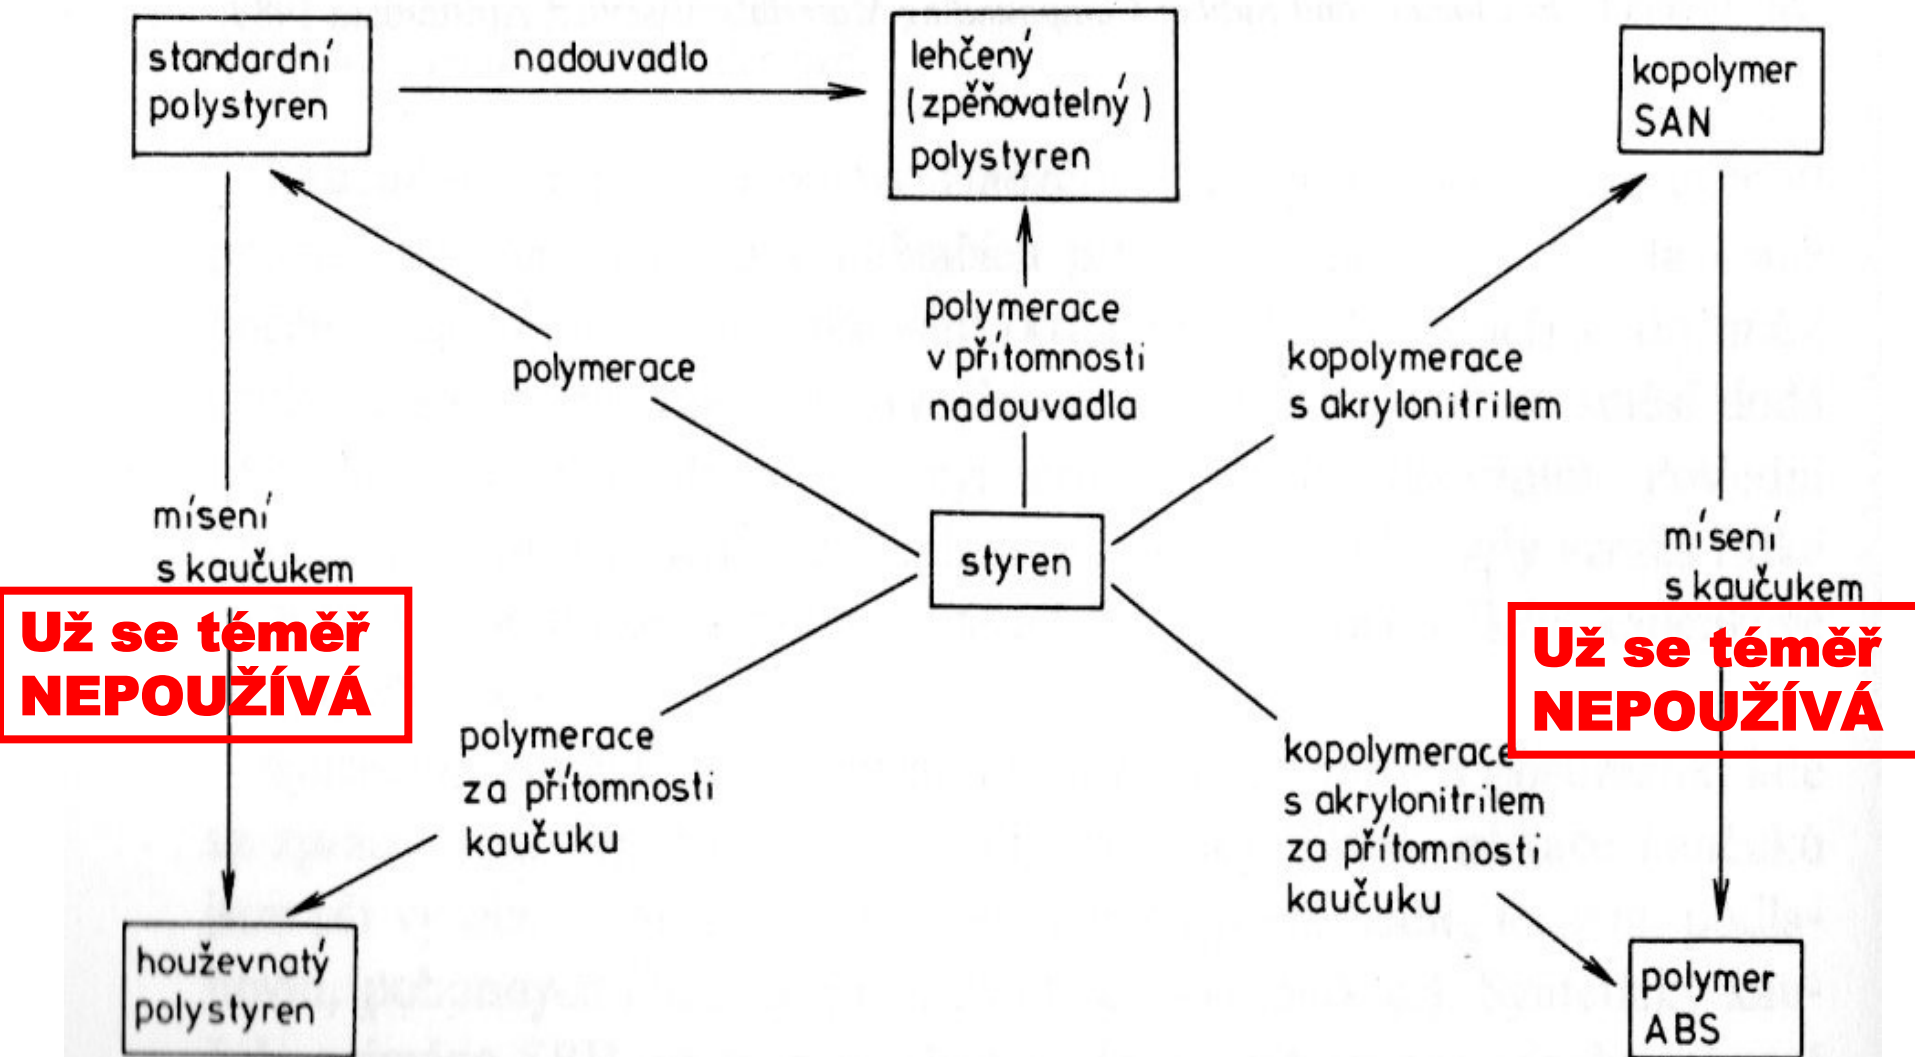 standardní
polystyren
nadouvadlo
lehčený
(zpěňovatelný)
polystyren
kopolymer
SAN
polymerace
polymerace
v přítomnosti
nadouvadla
kopolymerace
s akrylonitrilem
mísení
s kaučukem
styren
mísení
s kaučukem
Už se téměř
NEPOUŽÍVÁ
Už se téměř
NEPOUŽÍVÁ
polymerace
za přítomnosti
kaučuku
kopolymerace
s akrylonitrilem
za přítomnosti
kaučuku
houževnatý
polystyren
polymer
ABS